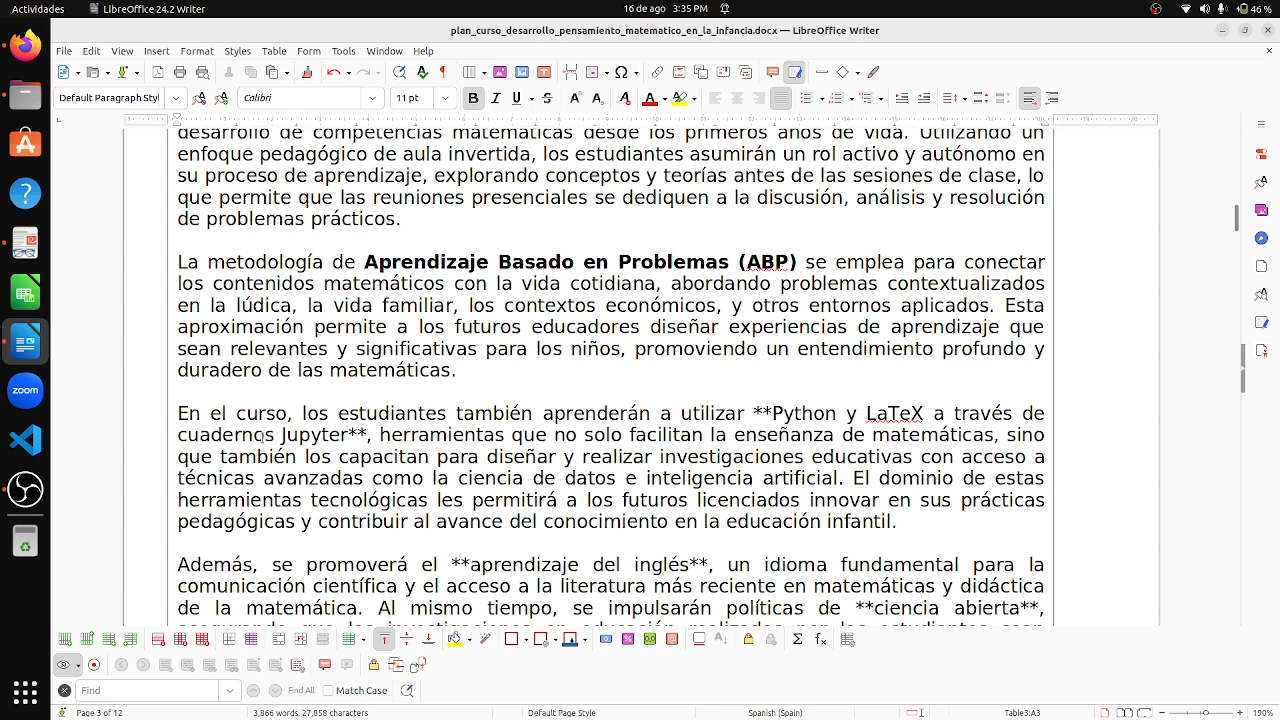 Actividades LibreOffice 24.2 Writer 16 de ago 3:35 PM 46 %
plan_curso_desarrollo_pensamiento_matematico_en_la_infancia.docx — LibreOffice Writer
File Edit View Insert Format Styles Table Form Tools Window Help
Default Paragraph Styl Calibri 11 pt
desarrollo de competencias matemáticas desde los primeros años de vida. Utilizando un
enfoque pedagógico de aula invertida, los estudiantes asumirán un rol activo y autónomo en
su proceso de aprendizaje, explorando conceptos y teorías antes de las sesiones de clase, lo
que permite que las reuniones presenciales se dediquen a la discusión, análisis y resolución
de problemas prácticos.
La metodología de Aprendizaje Basado en Problemas (ABP) se emplea para conectar
los contenidos matemáticos con la vida cotidiana, abordando problemas contextualizados
en la lúdica, la vida familiar, los contextos económicos, y otros entornos aplicados. Esta
aproximación permite a los futuros educadores diseñar experiencias de aprendizaje que
sean relevantes y significativas para los niños, promoviendo un entendimiento profundo y
duradero de las matemáticas.
En el curso, los estudiantes también aprenderán a utilizar **Python y LaTeX a través de
cuadernos Jupyter**, herramientas que no solo facilitan la enseñanza de matemáticas, sino
que también los capacitan para diseñar y realizar investigaciones educativas con acceso a
técnicas avanzadas como la ciencia de datos e inteligencia artificial. El dominio de estas
herramientas tecnológicas les permitirá a los futuros licenciados innovar en sus prácticas
pedagógicas y contribuir al avance del conocimiento en la educación infantil.
Además, se promoverá el **aprendizaje del inglés**, un idioma fundamental para la
comunicación científica y el acceso a la literatura más reciente en matemáticas y didáctica
de la matemática. Al mismo tiempo, se impulsarán políticas de **ciencia abierta**,
zoom
Find Find All Match Case
Page 3 of 12 3,866 words, 27,858 characters Default Page Style Spanish (Spain) Table3:A3 190%